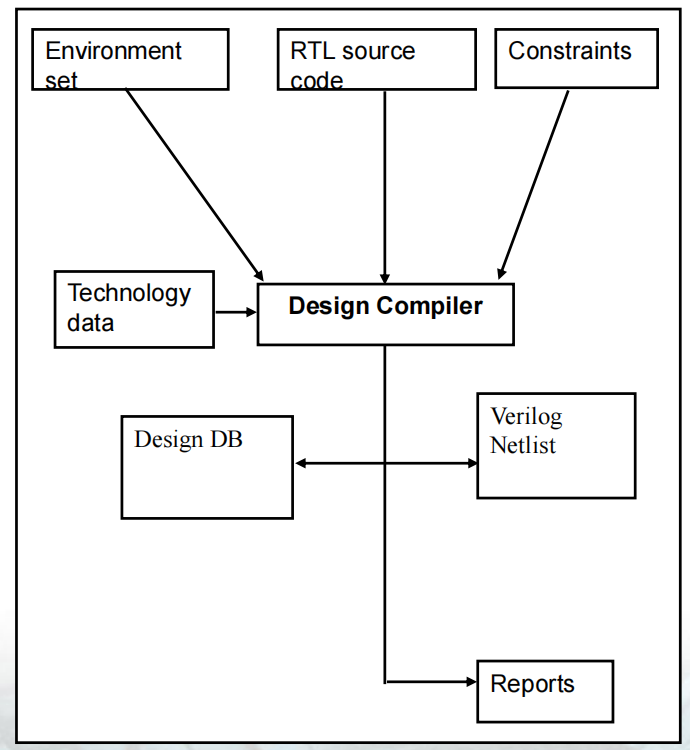 Environment
set
RTL source
code
Constraints
Technology
data
Design Compiler
Design DB
Verilog
Netlist
Reports